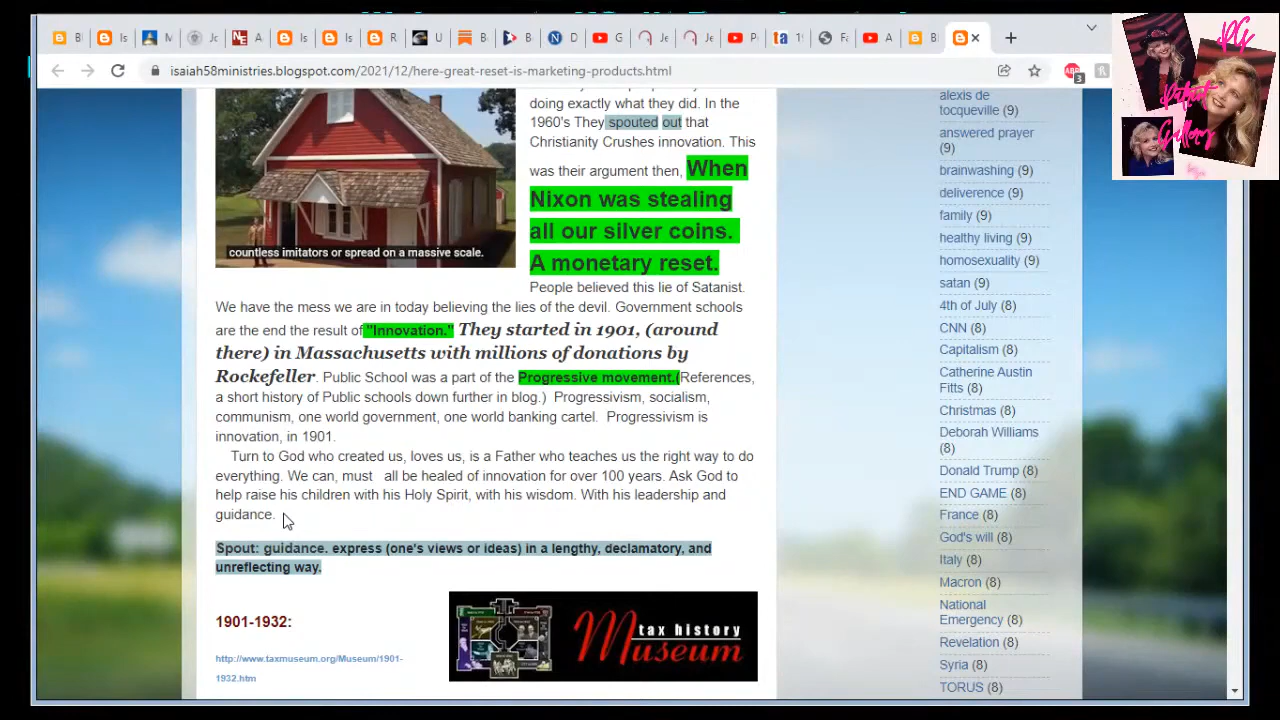 B
Is
Is
M
Jo
A
Is
Is
R
U
B
B
D
G
Je
Je
P
1
Fa
A
B
isaiah58ministries.blogspot.com/2021/12/here-great-reset-is-marketing-products.html
3
PG
Patriot
Gallery
countless imitators or spread on a massive scale.
doing exactly what they did. In the
1960's They spouted out that
Christianity Crushes innovation. This
was their argument then, When
Nixon was stealing
all our silver coins.
A monetary reset.
People believed this lie of Satanist.
We have the mess we are in today believing the lies of the devil. Government schools
are the end the result of "Innovation." They started in 1901, (around
there) in Massachusetts with millions of donations by
Rockefeller. Public School was a part of the Progressive movement.(References,
a short history of Public schools down further in blog.) Progressivism, socialism,
communism, one world government, one world banking cartel. Progressivism is
innovation, in 1901.
Turn to God who created us, loves us, is a Father who teaches us the right way to do
everything. We can, must all be healed of innovation for over 100 years. Ask God to
help raise his children with his Holy Spirit, with his wisdom. With his leadership and
guidance.
Spout: guidance. express (one's views or ideas) in a lengthy, declamatory, and
unreflecting way.
1901-1932:
http://www.taxmuseum.org/Museum/1901-
1932.htm
tax history
Museum
alexis de
tocqueville (9)
answered prayer
(9)
brainwashing (9)
deliverence (9)
family (9)
healthy living (9)
homosexuality (9)
satan (9)
4th of July (8)
CNN (8)
Capitalism (8)
Catherine Austin
Fitts (8)
Christmas (8)
Deborah Williams
(8)
Donald Trump (8)
END GAME (8)
France (8)
God's will (8)
Italy (8)
Macron (8)
National
Emergency (8)
Revelation (8)
Syria (8)
TORUS (8)